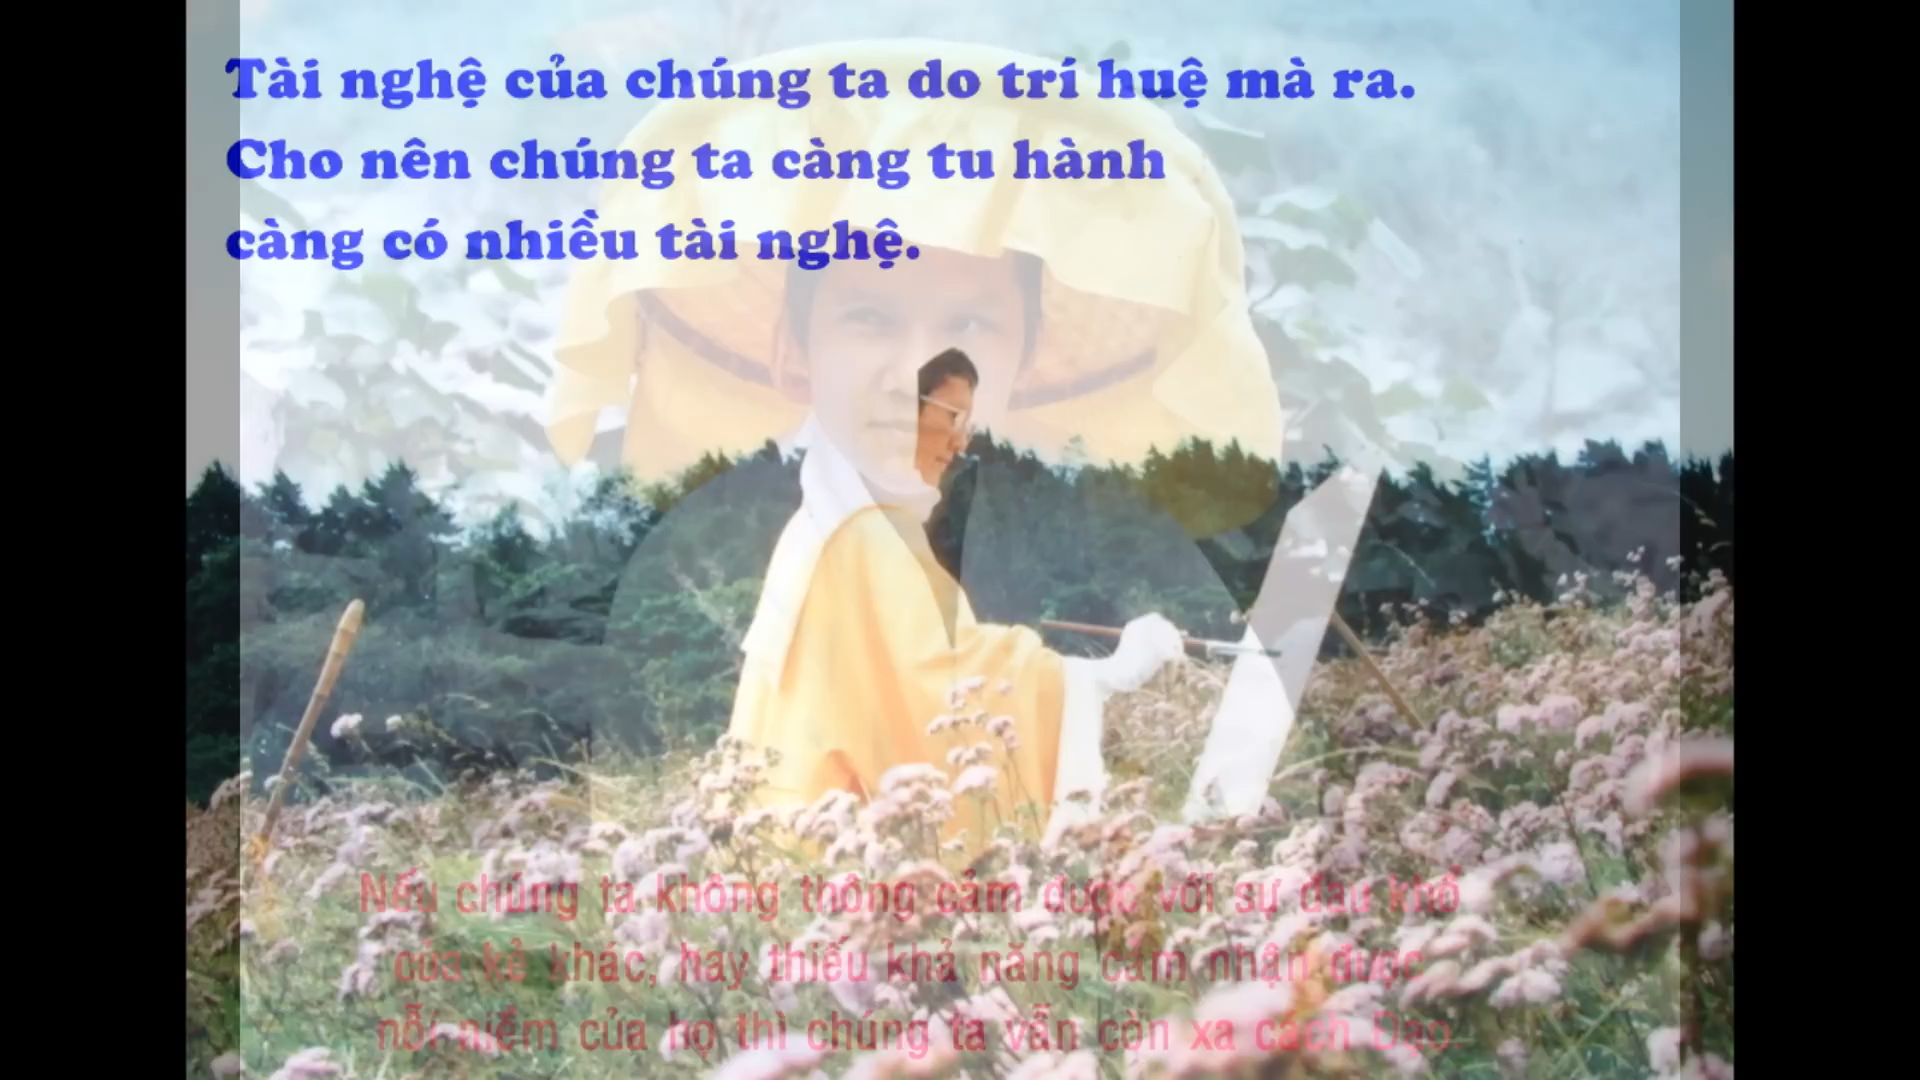 Tài nghệ của chúng ta do trí huệ mà ra.
Cho nên chúng ta càng tu hành
càng có nhiều tài nghệ.
Nếu chúng ta không thông cảm được với sự đau khổ
của kẻ khác, hay thiếu khả năng cảm nhận được
nỗi niềm của họ thì chúng ta vẫn còn xa cách Đạo